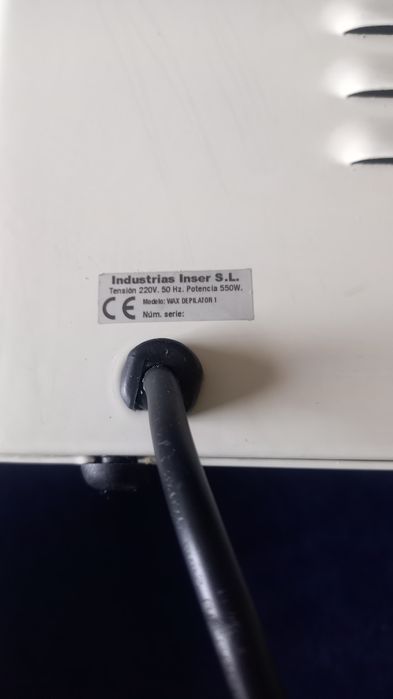 Industrias Inser S.L.
Tensión 220V. 50 Hz. Potencia 550W.
CE Modelo: WAX DEPILATOR 1
Núm. serie: